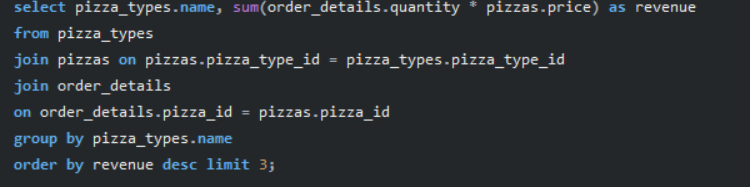 select pizza_types.name, sum(order_details.quantity * pizzas.price) as revenue
from pizza_types
join pizzas on pizzas.pizza_type_id = pizza_types.pizza_type_id
join order_details
on order_details.pizza_id = pizzas.pizza_id
group by pizza_types.name
order by revenue desc limit 3;